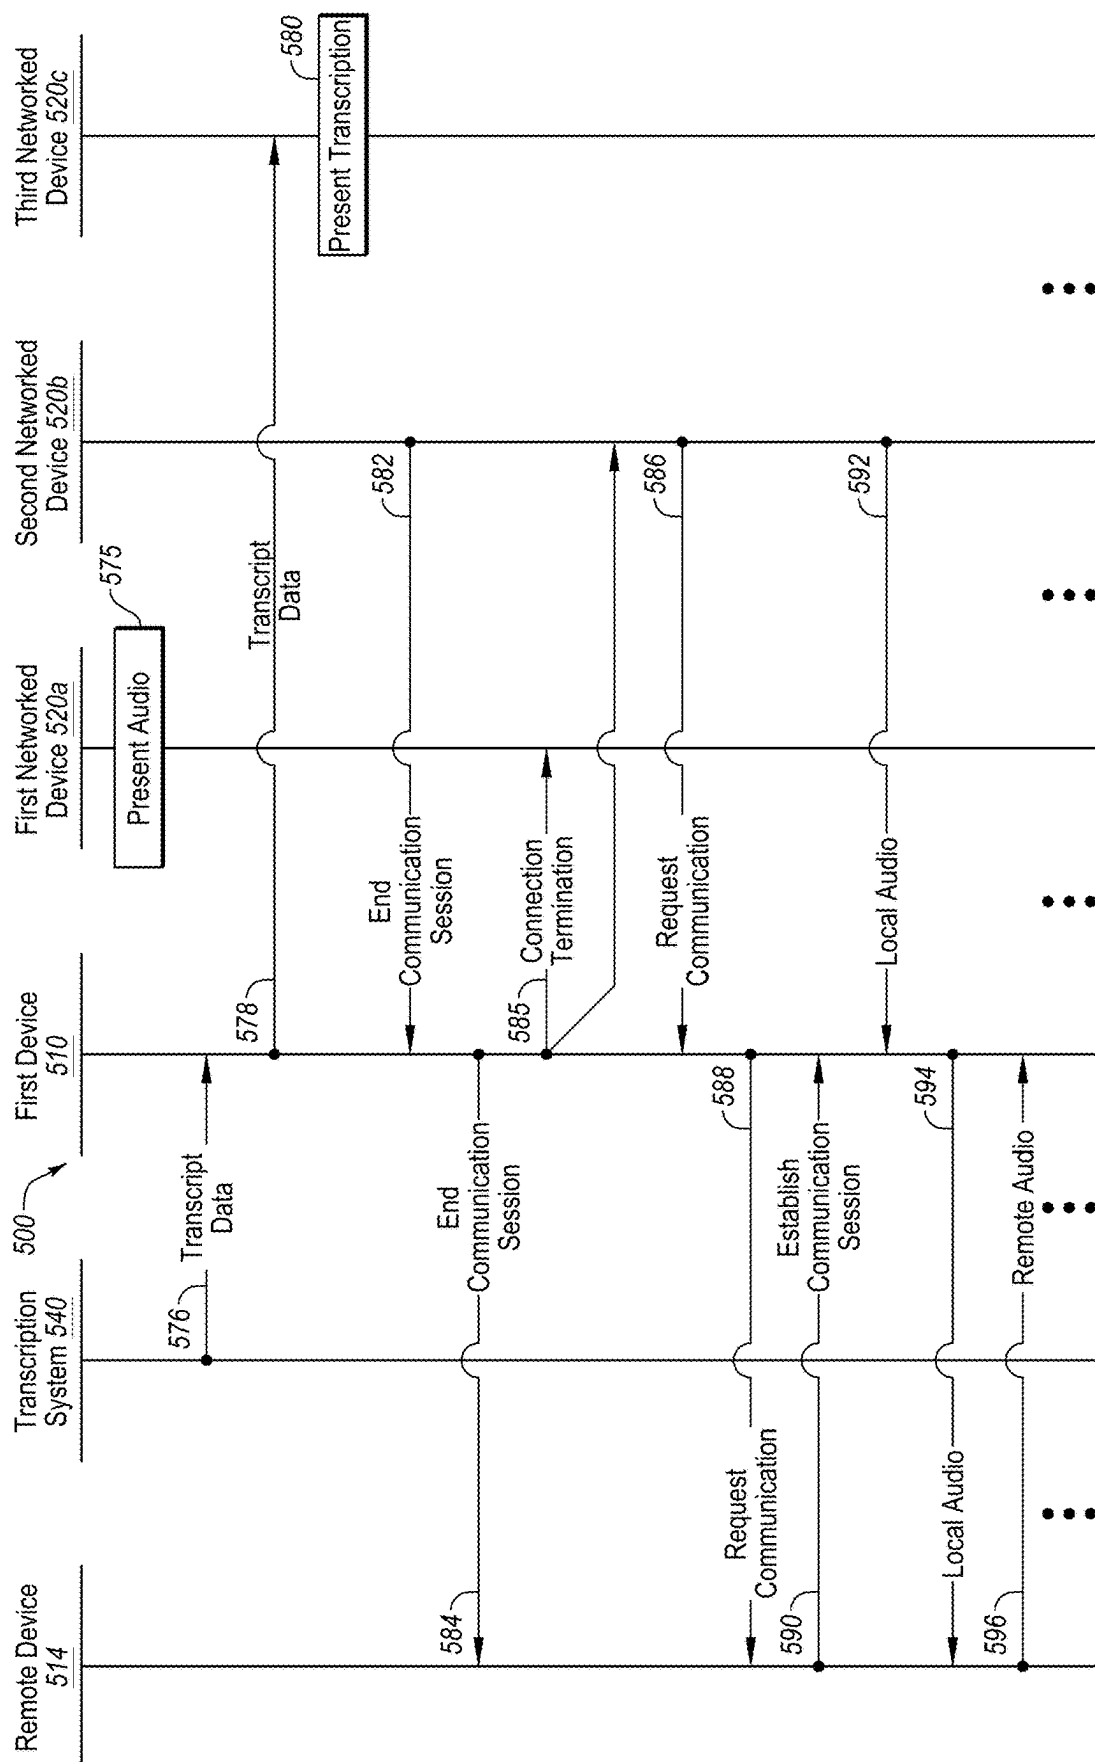 500
Remote Device
514
Transcription
System 540
First Device
510
First Networked
Device 520a
Second Networked
Device 520b
Third Networked
Device 520c
Present Audio
575
576
Transcript
Data
578
Transcript
Data
Present Transcription
580
End
Communication
Session
582
584
End
Communication
Session
585
Connection
Termination
Request
Communication
586
Request
Communication
588
590
Establish
Communication
Session
Local Audio
592
Local Audio
594
596
Remote Audio